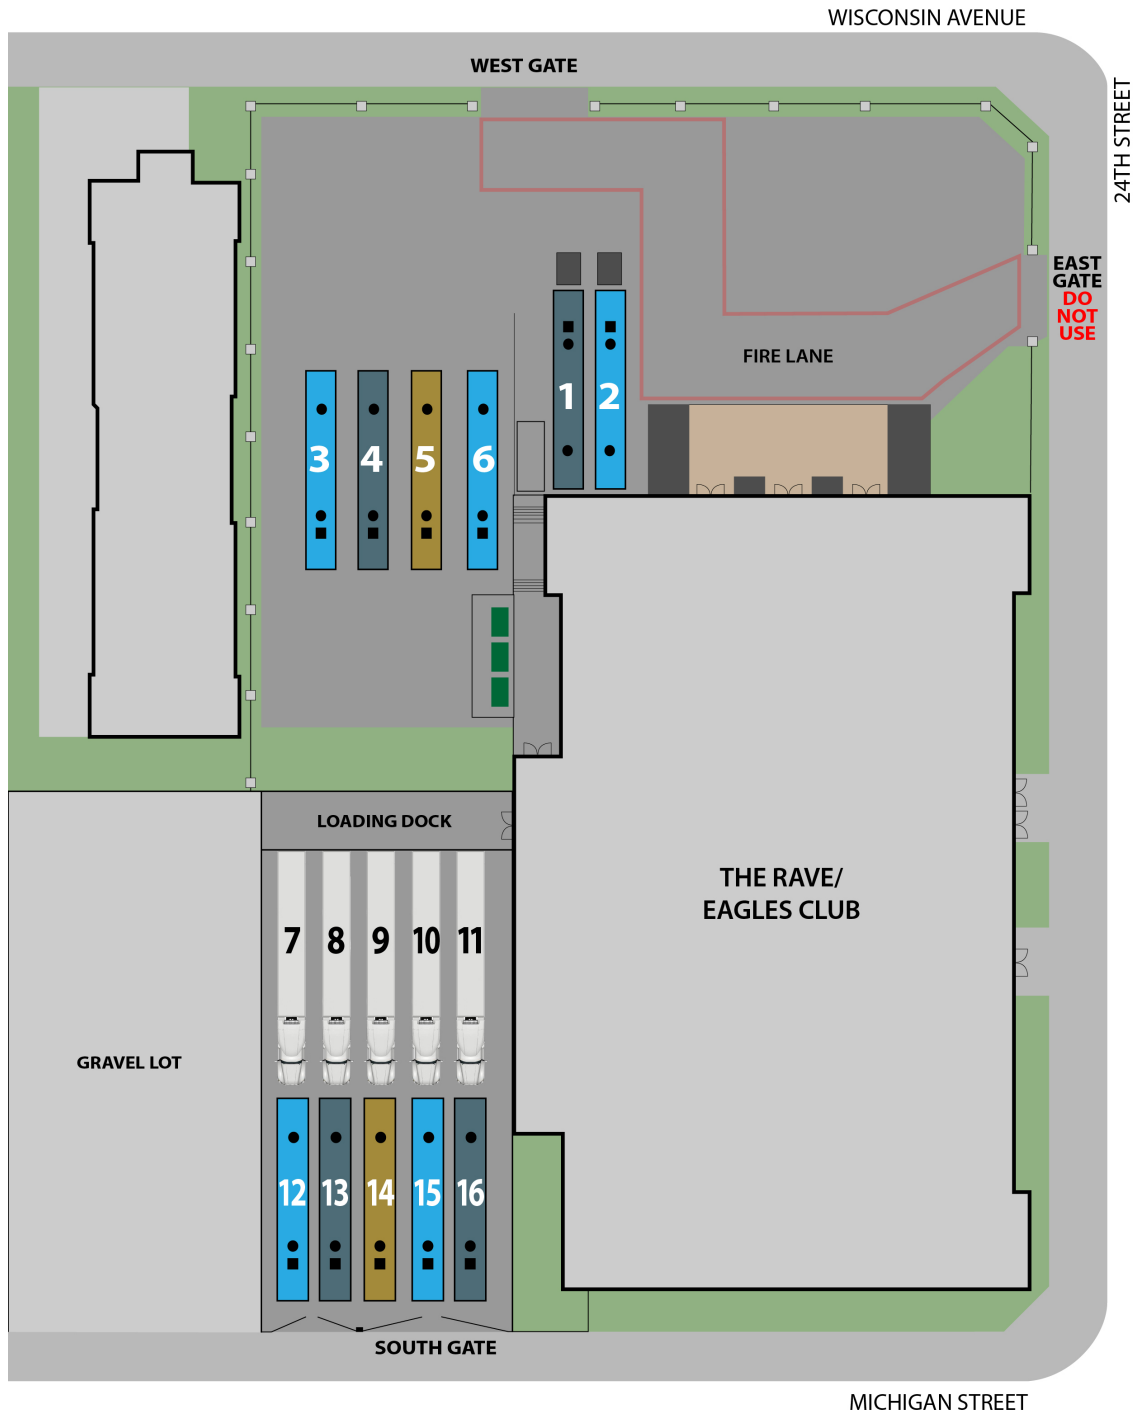 WISCONSIN AVENUE
WEST GATE
24TH STREET
EAST
GATE
DO
NOT
USE
FIRE LANE
1
2
3
4
5
6
LOADING DOCK
THE RAVE/
EAGLES CLUB
7
8
9
10
11
GRAVEL LOT
12
13
14
15
16
SOUTH GATE
MICHIGAN STREET